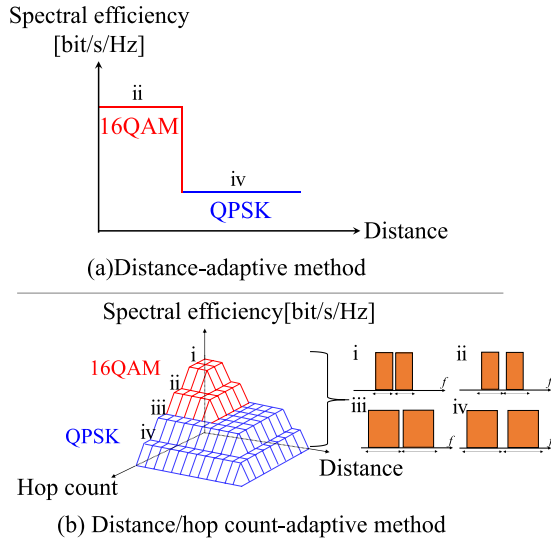 Spectral efficiency
[bit/s/Hz]
ii
16QAM
iv
QPSK
Distance
(a)Distance-adaptive method
Spectral efficiency[bit/s/Hz]
i
16QAM
ii
iii
QPSK
iv
Distance
Hop count
i
f
ii
f
iii
f
iv
f
(b) Distance/hop count-adaptive method